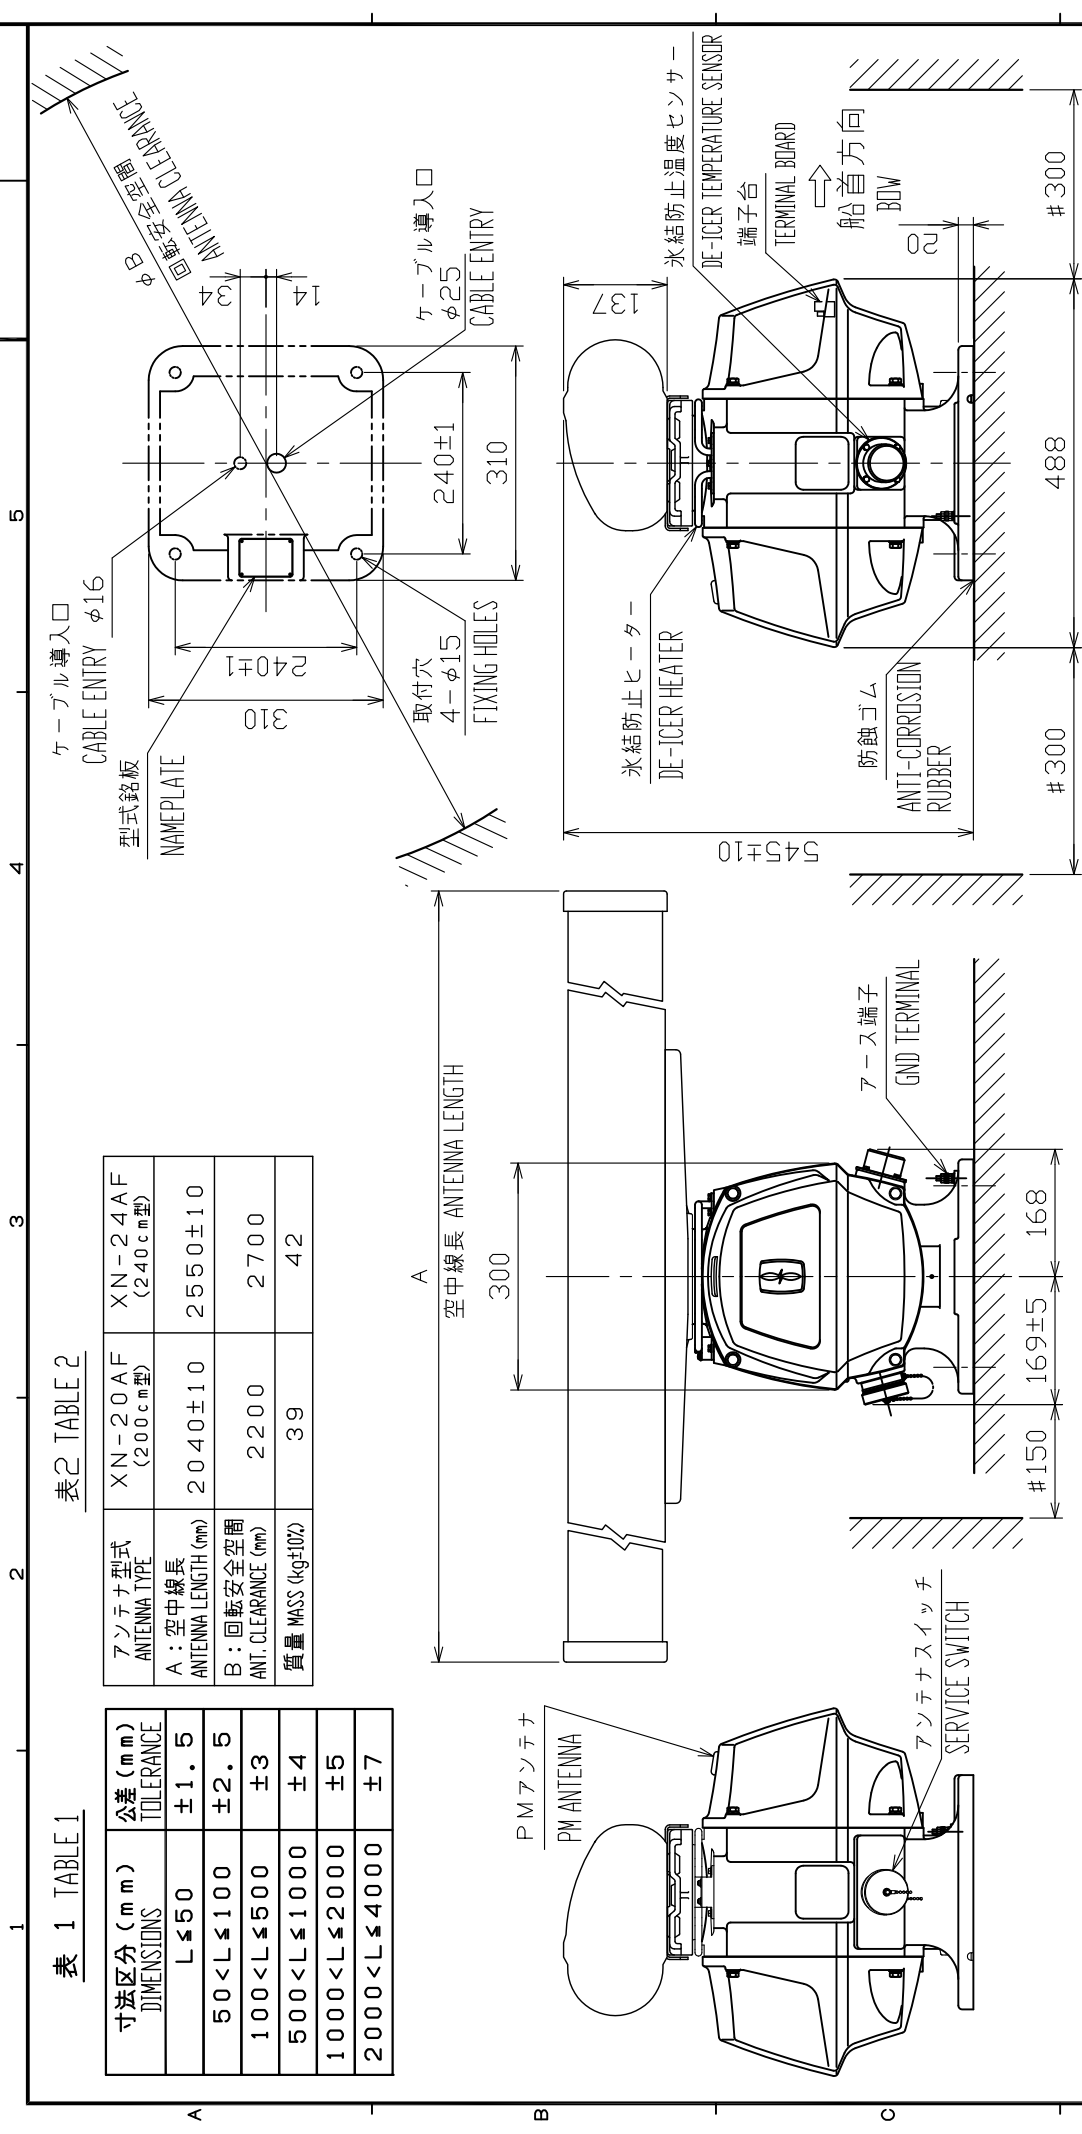 表 1 TABLE 1
寸法区分 (mm)
DIMENSIONS
公差 (mm)
TOLERANCE
L≦50
±1.5
50<L≦100
±2.5
100<L≦500
±3
500<L≦1000
±4
1000<L≦2000
±5
2000<L≦4000
±7
表2 TABLE 2
アンテナ型式
ANTENNA TYPE
XN-20AF
(200cm型)
XN-24AF
(240cm型)
A:空中線長
ANTENNA LENGTH(mm)
2040±10
2550±10
B:回転安全空間
ANT. CLEARANCE (mm)
2200
2700
質量 MASS (kg±10%)
39
42
ケーブル導入口
CABLE ENTRY φ16
型式銘板
NAMEPLATE
310
240±1
取付穴
4-φ15
FIXING HOLES
240±1
310
34
14
ケーブル導入口
φ25
CABLE ENTRY
φB
回転安全空間
ANTENNA CLEARANCE
A
空中線長 ANTENNA LENGTH
300
アース端子
GND TERMINAL
#150
169±5
168
PMアンテナ
PM ANTENNA
アンテナスイッチ
SERVICE SWITCH
137
545±10
氷結防止ヒーター
DE-ICER HEATER
氷結防止温度センサー
DE-ICER TEMPERATURE SENSOR
端子台
TERMINAL BOARD
船首方向
BOW
20
防蝕ゴム
ANTI-CORROSION
RUBBER
#300
488
#300
1
2
3
4
5
A
B
C